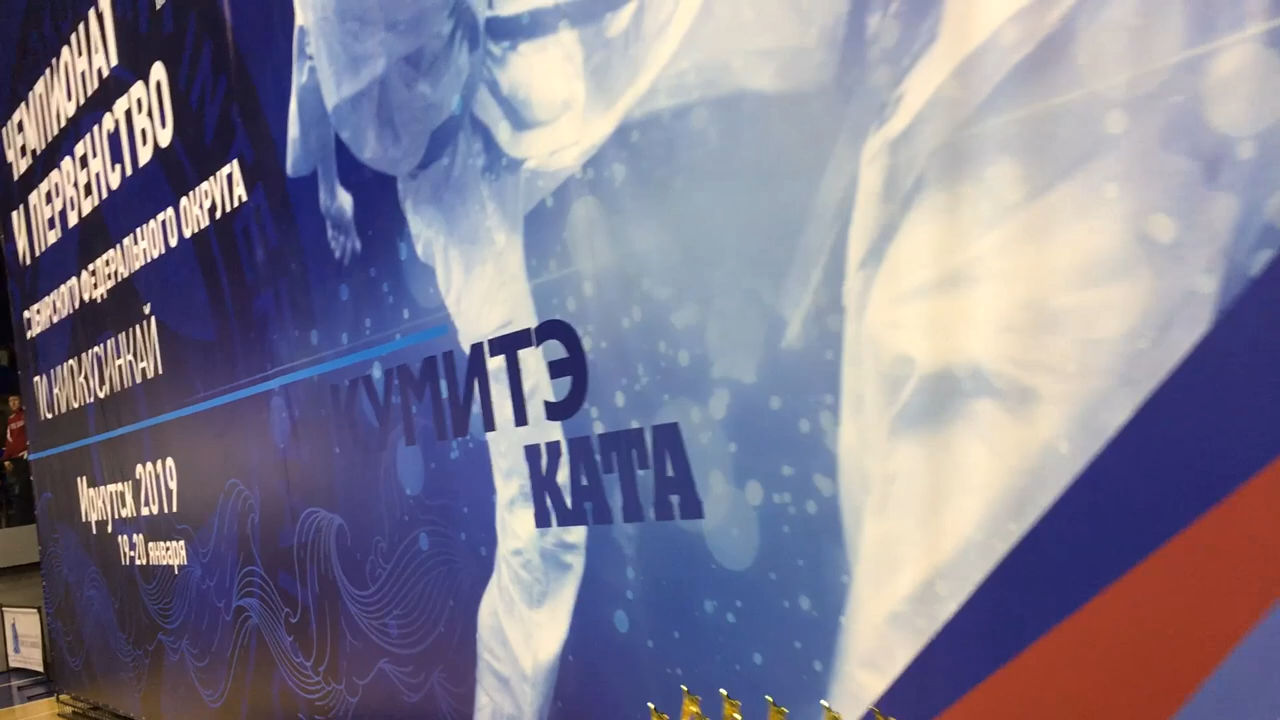 ЧЕМПИОНАТ
И ПЕРВЕНСТВО
СИБИРСКОГО ФЕДЕРАЛЬНОГО ОКРУГА
ПО КИОКУСИНКАЙ
КУМИТЭ
КАТА
Иркутск 2019
19-20 января